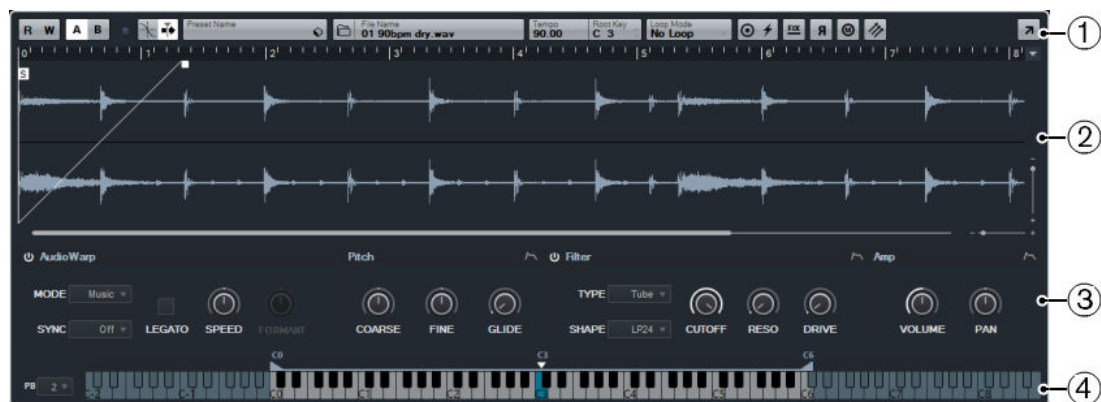 R W A B Preset Name File Name 01 90bpm dry.wav Tempo 90.00 Root Key C 3 Loop Mode No Loop FIX R M 1
0 2 3 4 5 6 7 8
S
2
AudioWarp Pitch Filter Amp
MODE Music TYPE Tube 3
SYNC Off LEGATO SPEED FORMANT COARSE FINE GLIDE SHAPE LP24 CUTOFF RESO DRIVE VOLUME PAN
C0 C3 C6
PB 2 C-2 C-1 C0 C1 C2 C3 C4 C5 C6 C7 C8 4